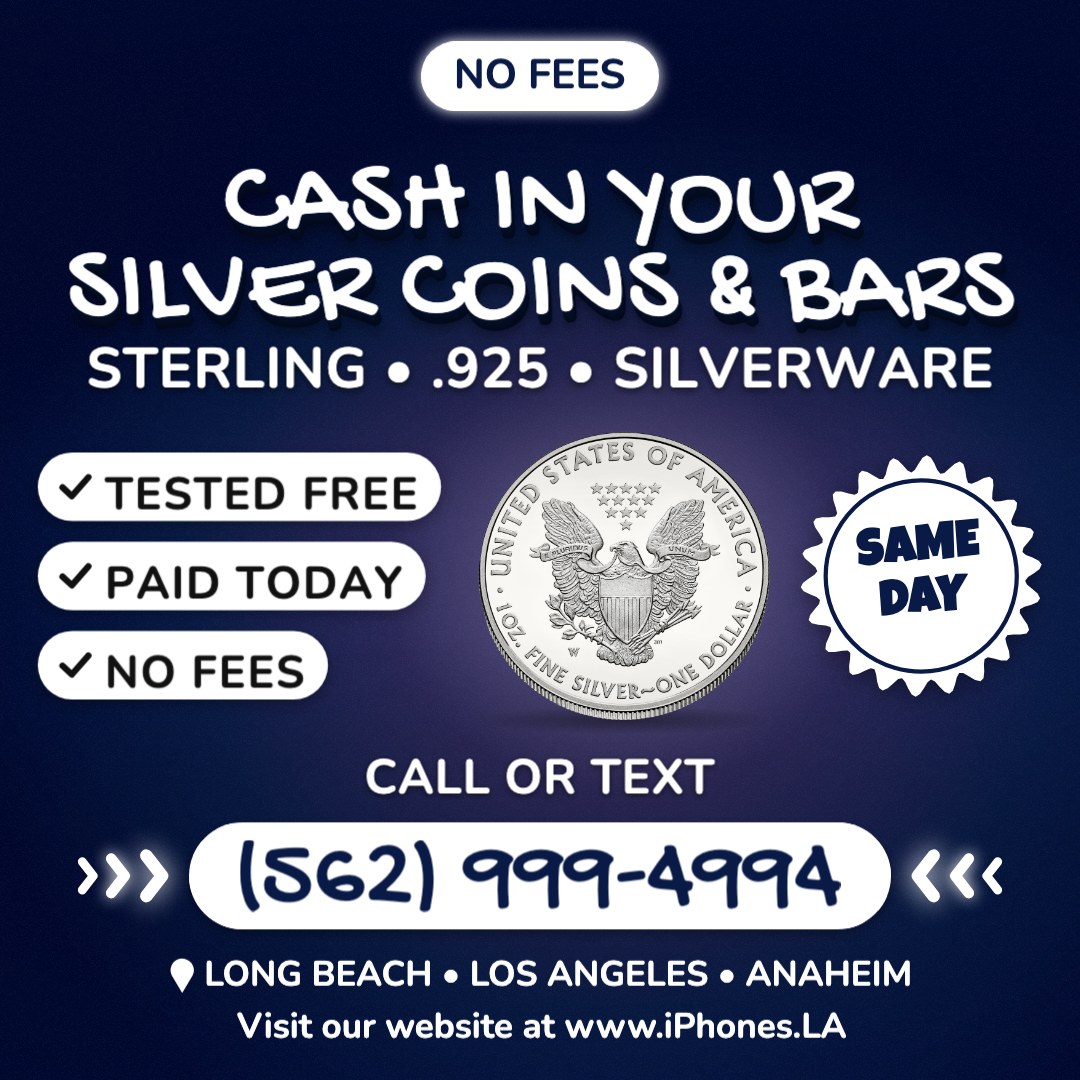 NO FEES
CASH IN YOUR
SILVER COINS & BARS
STERLING • .925 • SILVERWARE
✓ TESTED FREE
✓ PAID TODAY
✓ NO FEES
UNITED STATES OF AMERICA
PLURIBUS UNUM
1 OZ. FINE SILVER~ONE DOLLAR
SAME
DAY
CALL OR TEXT
(562) 999-4994
LONG BEACH • LOS ANGELES • ANAHEIM
Visit our website at www.iPhones.LA